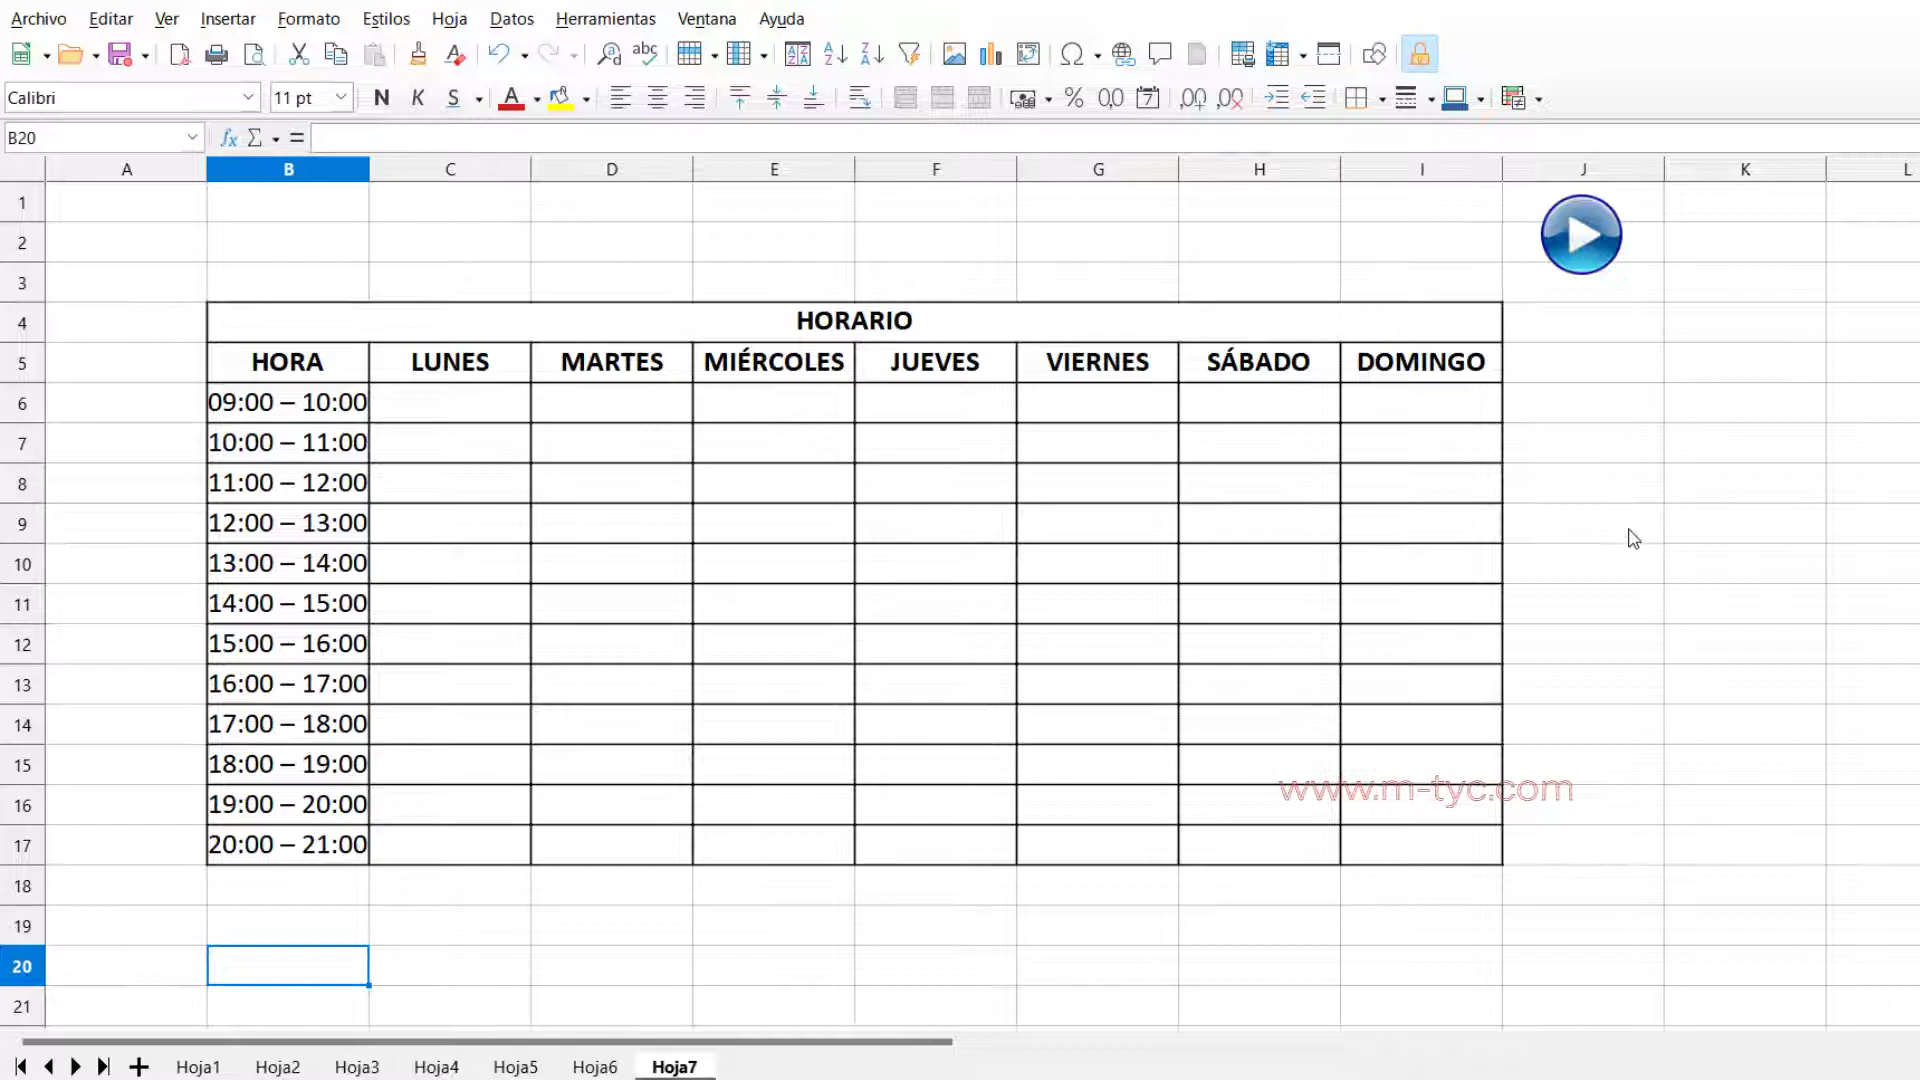 Archivo Editar Ver Insertar Formato Estilos Hoja Datos Herramientas Ventana Ayuda
Calibri 11 pt N K S A
B20
A B C D E F G H I J K L
1
2
3
4 HORARIO
5 HORA LUNES MARTES MIÉRCOLES JUEVES VIERNES SÁBADO DOMINGO
6 09:00 – 10:00
7 10:00 – 11:00
8 11:00 – 12:00
9 12:00 – 13:00
10 13:00 – 14:00
11 14:00 – 15:00
12 15:00 – 16:00
13 16:00 – 17:00
14 17:00 – 18:00
15 18:00 – 19:00
www.m-tyc.com
16 19:00 – 20:00
17 20:00 – 21:00
18
19
20
21
Hoja1 Hoja2 Hoja3 Hoja4 Hoja5 Hoja6 Hoja7